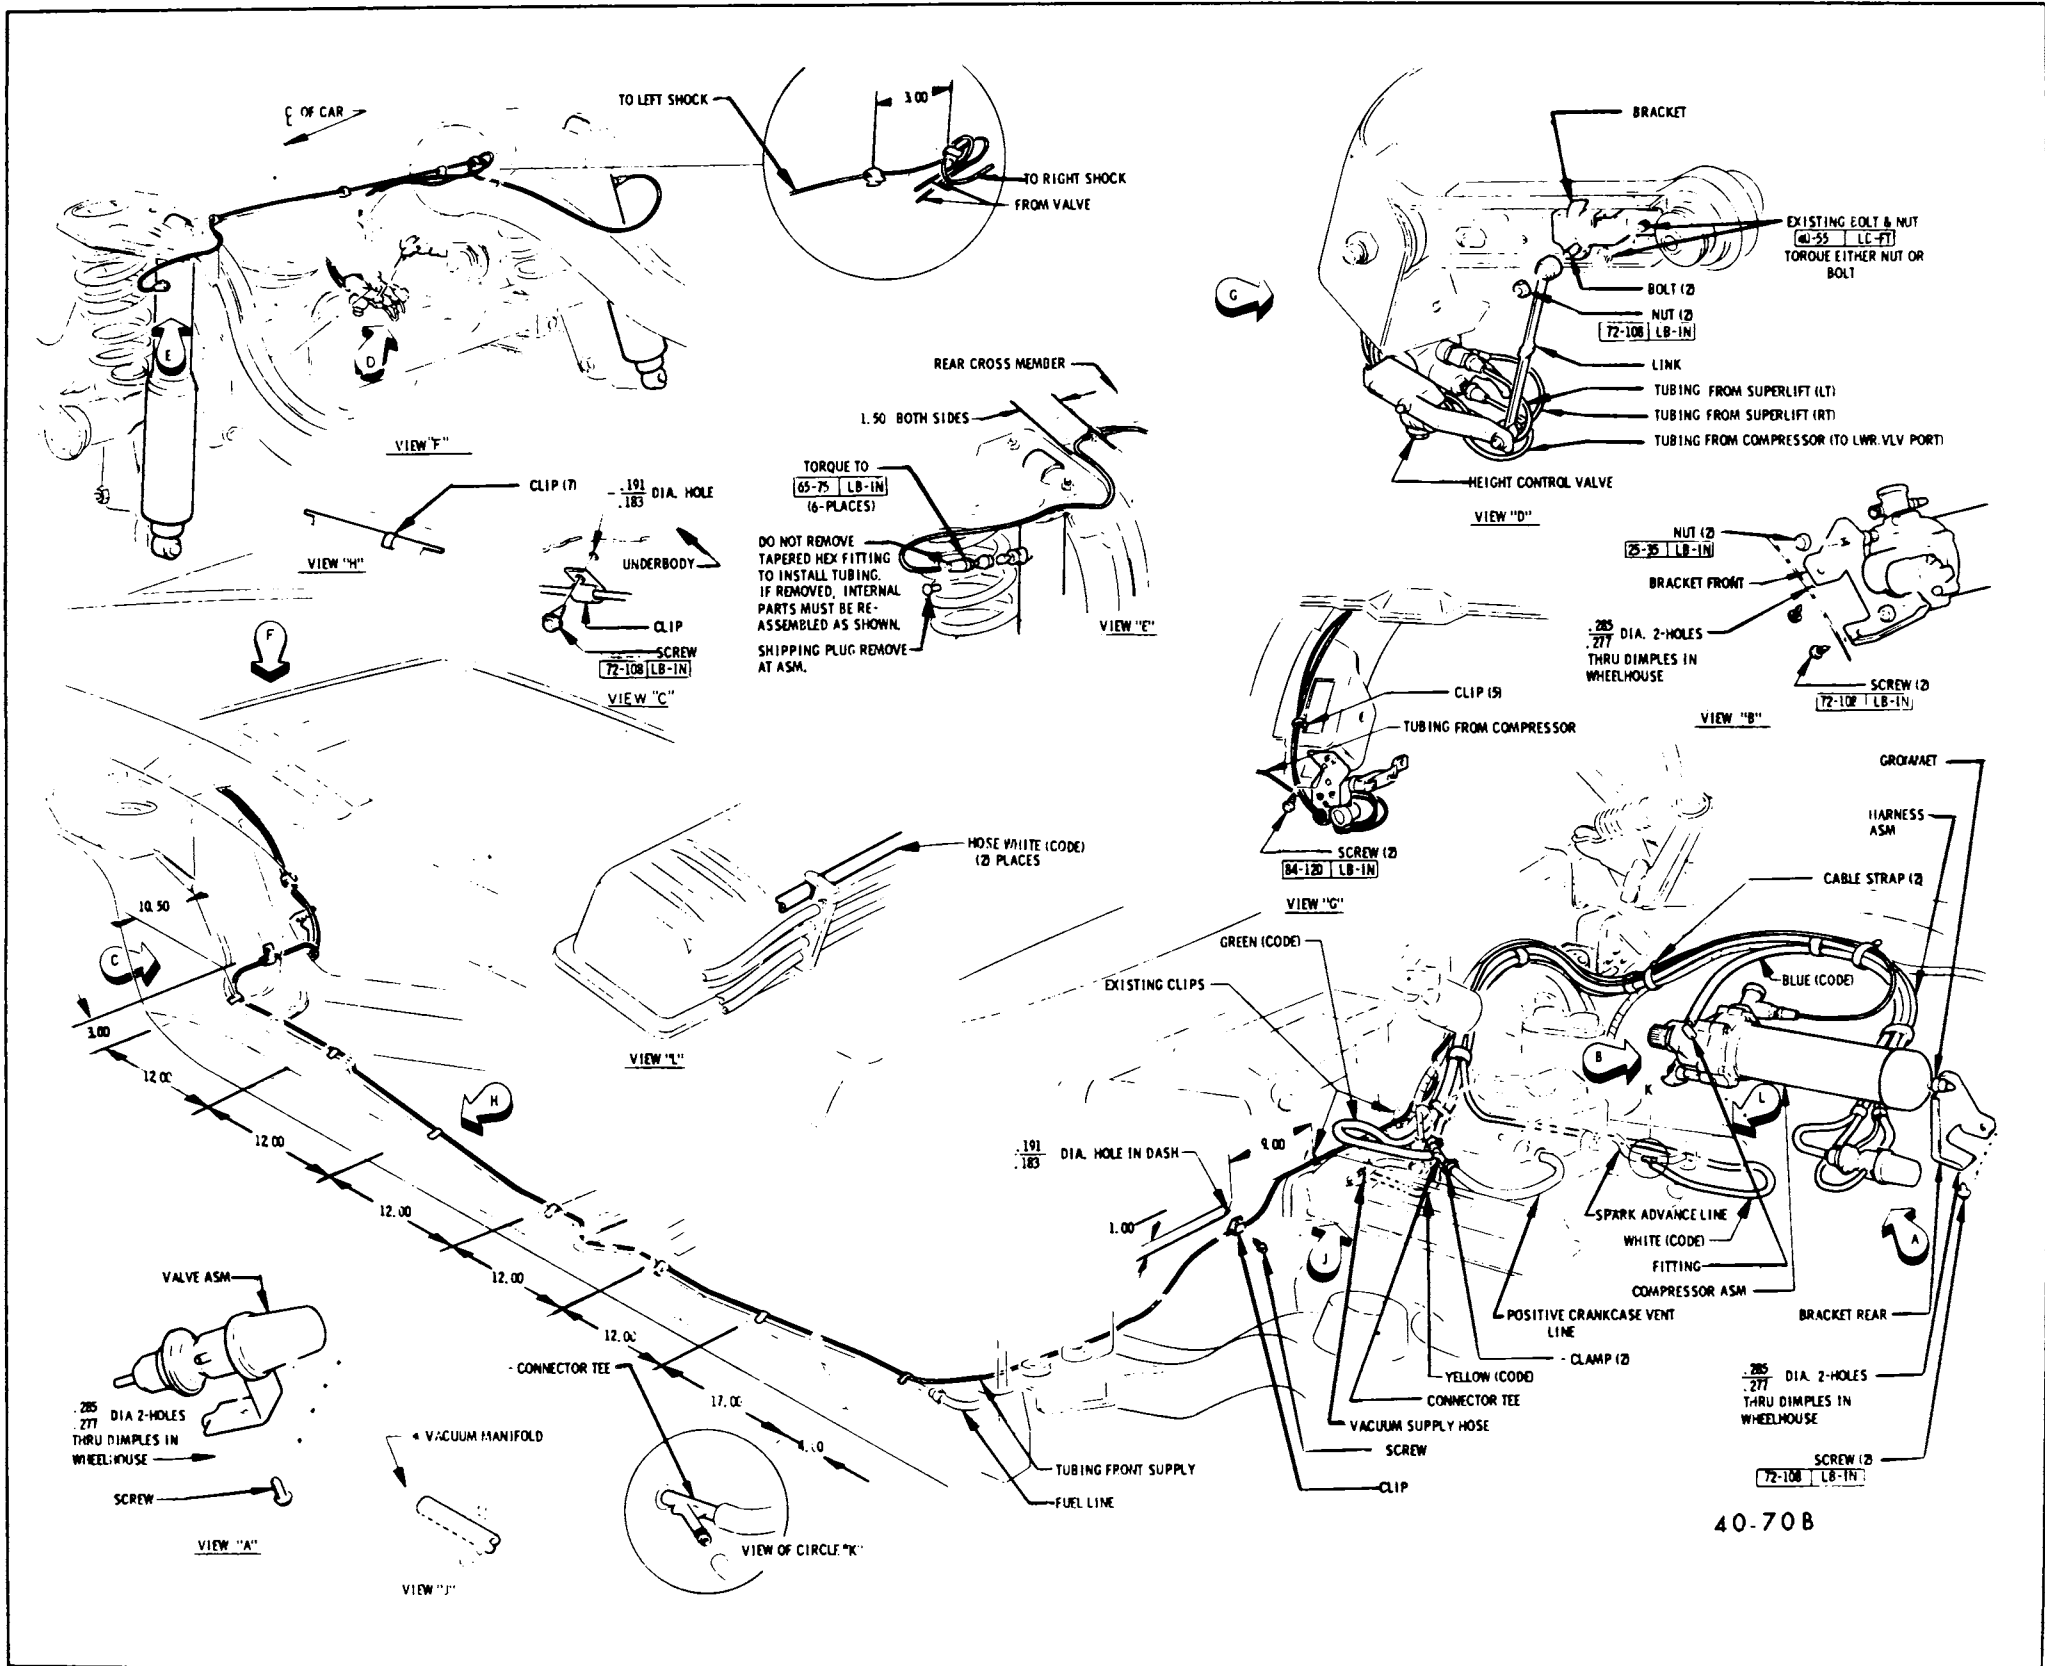 ℄ OF CAR
TO LEFT SHOCK
3.00
TO RIGHT SHOCK
FROM VALVE
E
D
VIEW "F"
BRACKET
EXISTING BOLT & NUT
LB-FT
TORQUE EITHER NUT OR
BOLT
BOLT (2)
NUT (2)
72-108 LB-IN
LINK
TUBING FROM SUPERLIFT (LT)
TUBING FROM SUPERLIFT (RT)
TUBING FROM COMPRESSOR (TO LWR. VLV PORT)
HEIGHT CONTROL VALVE
VIEW "D"
G
REAR CROSS MEMBER
1.50 BOTH SIDES
TORQUE TO
65-75 LB-IN
(6-PLACES)
DO NOT REMOVE
TAPERED HEX FITTING
TO INSTALL TUBING.
IF REMOVED, INTERNAL
PARTS MUST BE RE-
ASSEMBLED AS SHOWN.
SHIPPING PLUG REMOVE
AT ASM.
VIEW "E"
CLIP (7)
VIEW "H"
.191
.183 DIA. HOLE
UNDERBODY
CLIP
SCREW
72-108 LB-IN
VIEW "C"
NUT (2)
25-35 LB-IN
BRACKET FRONT
.285
.277 DIA. 2-HOLES
THRU DIMPLES IN
WHEELHOUSE
SCREW (2)
72-108 LB-IN
VIEW "B"
CLIP (5)
TUBING FROM COMPRESSOR
SCREW (2)
84-120 LB-IN
VIEW "G"
F
HOSE WHITE (CODE)
(2) PLACES
VIEW "L"
10.50
C
3.00
12.00
12.00
12.00
12.00
12.00
17.00
H
GROMMET
HARNESS
ASM
CABLE STRAP (2)
GREEN (CODE)
EXISTING CLIPS
BLUE (CODE)
B
K
L
A
J
.191
.183 DIA. HOLE IN DASH
9.00
1.00
SPARK ADVANCE LINE
WHITE (CODE)
FITTING
COMPRESSOR ASM
POSITIVE CRANKCASE VENT
LINE
BRACKET REAR
CLAMP (2)
YELLOW (CODE)
CONNECTOR TEE
VACUUM SUPPLY HOSE
SCREW
CLIP
.285
.277 DIA. 2-HOLES
THRU DIMPLES IN
WHEELHOUSE
SCREW (2)
72-108 LB-IN
VALVE ASM
.285
.277 DIA 2-HOLES
THRU DIMPLES IN
WHEELHOUSE
SCREW
VIEW "A"
VACUUM MANIFOLD
VIEW "J"
CONNECTOR TEE
VIEW OF CIRCLE "K"
TUBING FRONT SUPPLY
FUEL LINE
40-70B